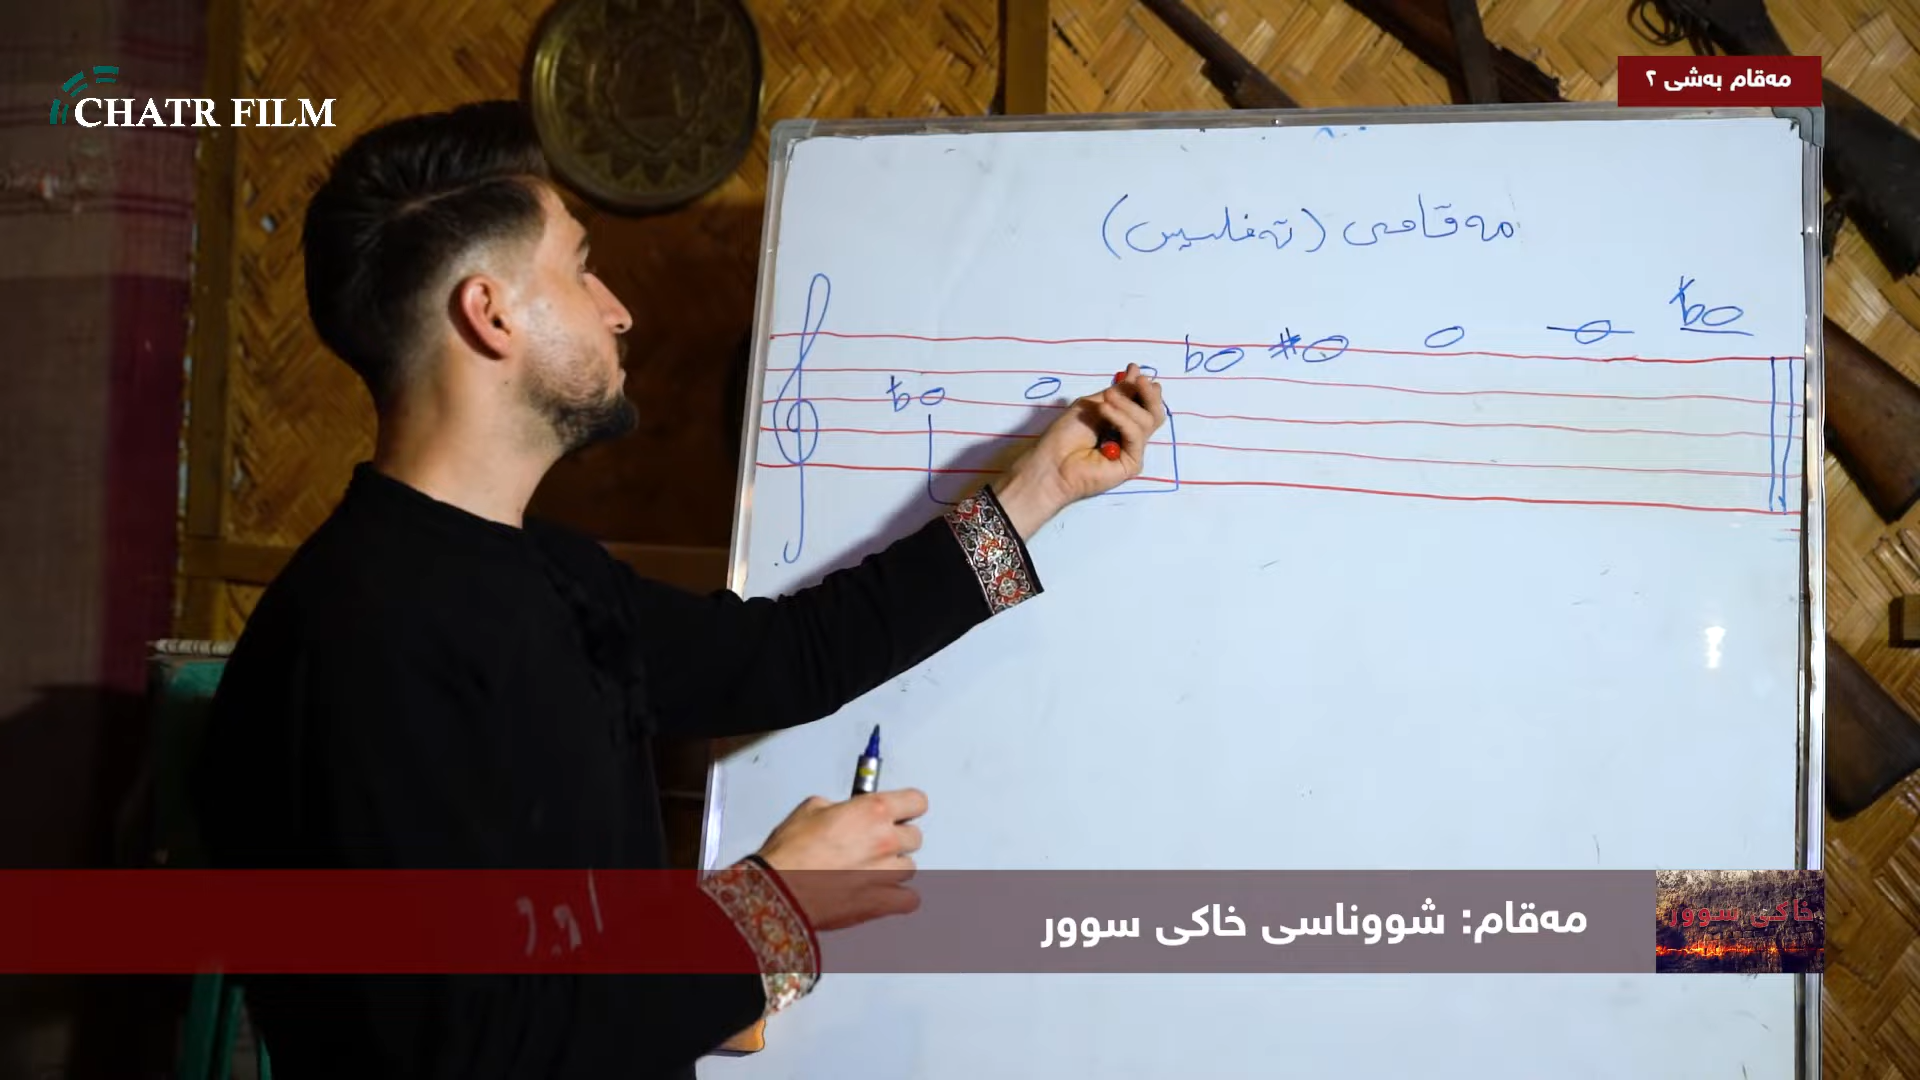 CHATR FILM
مەقام بەشی ٢
مەقامی (تەفلیس)
مەقام: شووناسی خاکی سوور
خاکی سوور